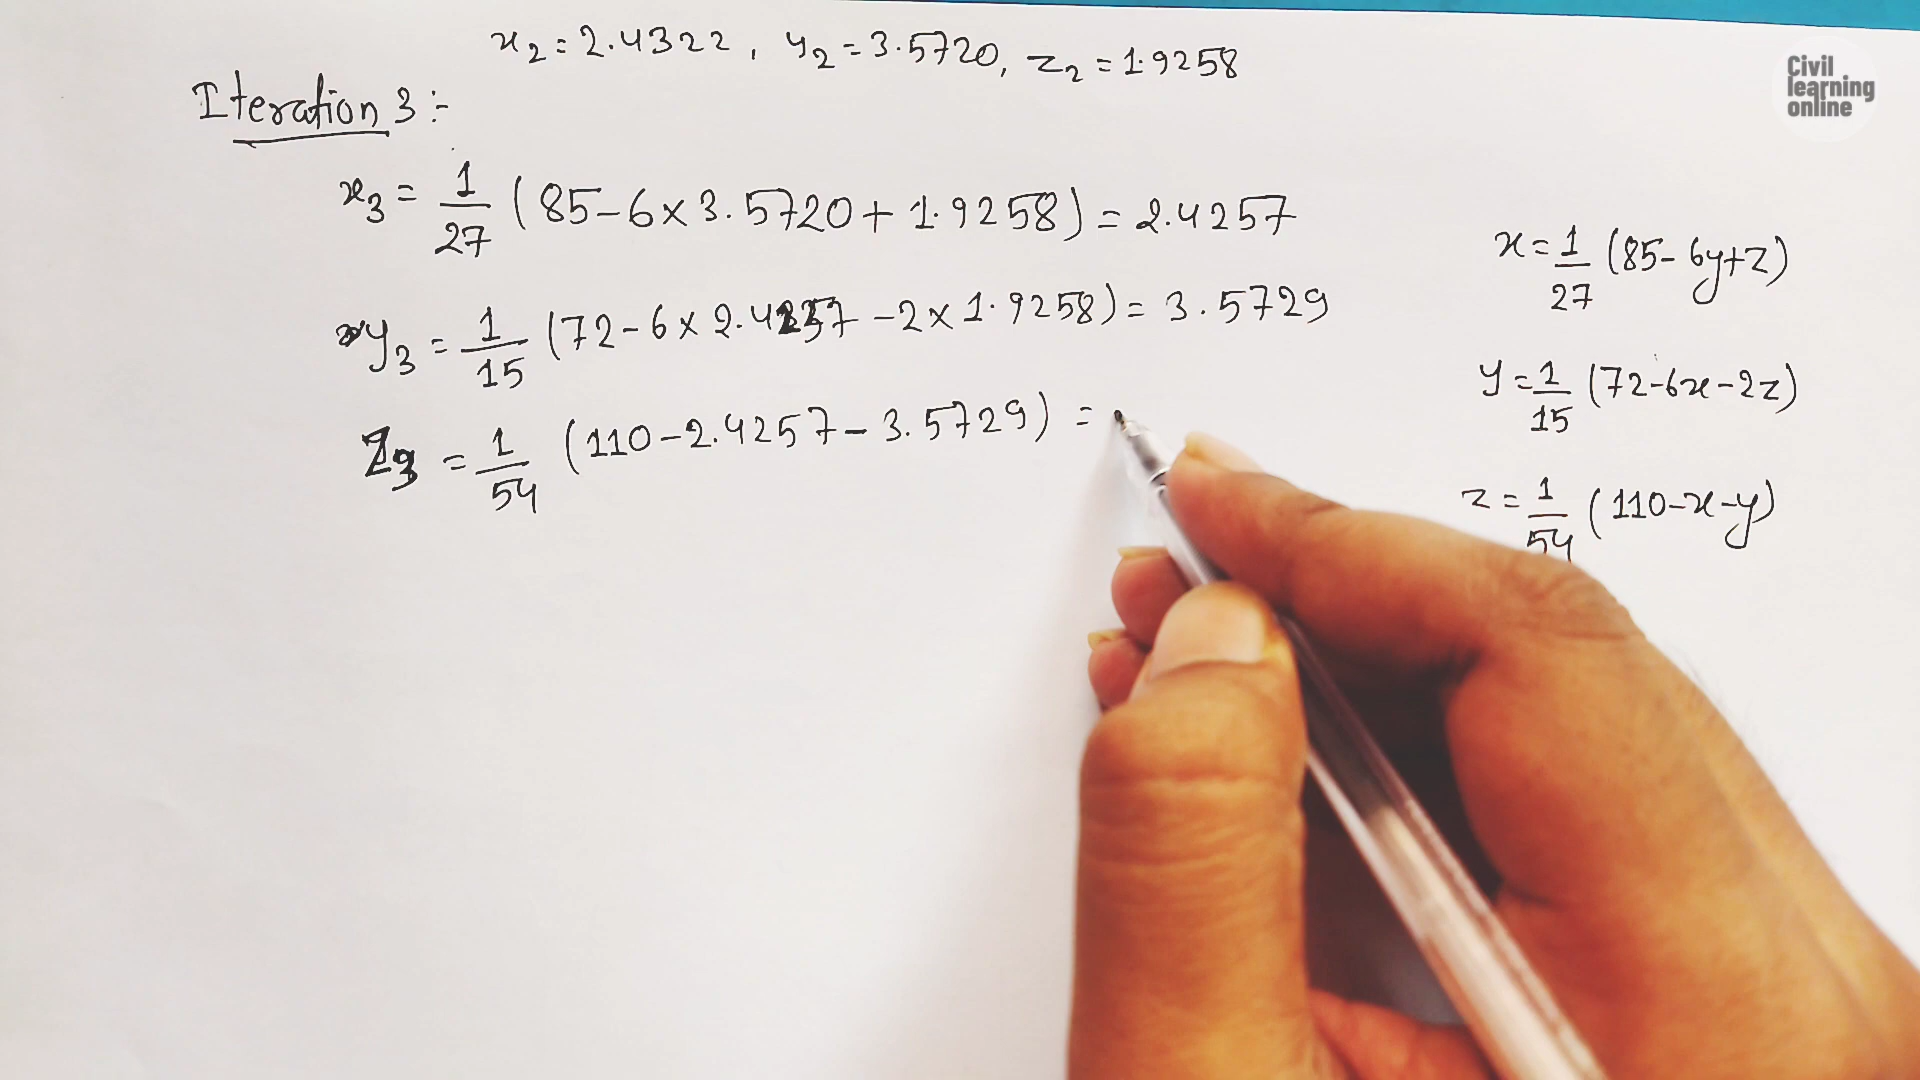 x₂ = 2.4322, y₂ = 3.5720, z₂ = 1.9258
Iteration 3 :-
x₃ = 1/27 (85 - 6 x 3.5720 + 1.9258) = 2.4257
y₃ = 1/15 (72 - 6 x 2.4257 - 2 x 1.9258) = 3.5729
z₃ = 1/54 (110 - 2.4257 - 3.5729) =
x = 1/27 (85 - 6y + z)
y = 1/15 (72 - 6x - 2z)
z = 1/54 (110 - x - y)
Civil
learning
online